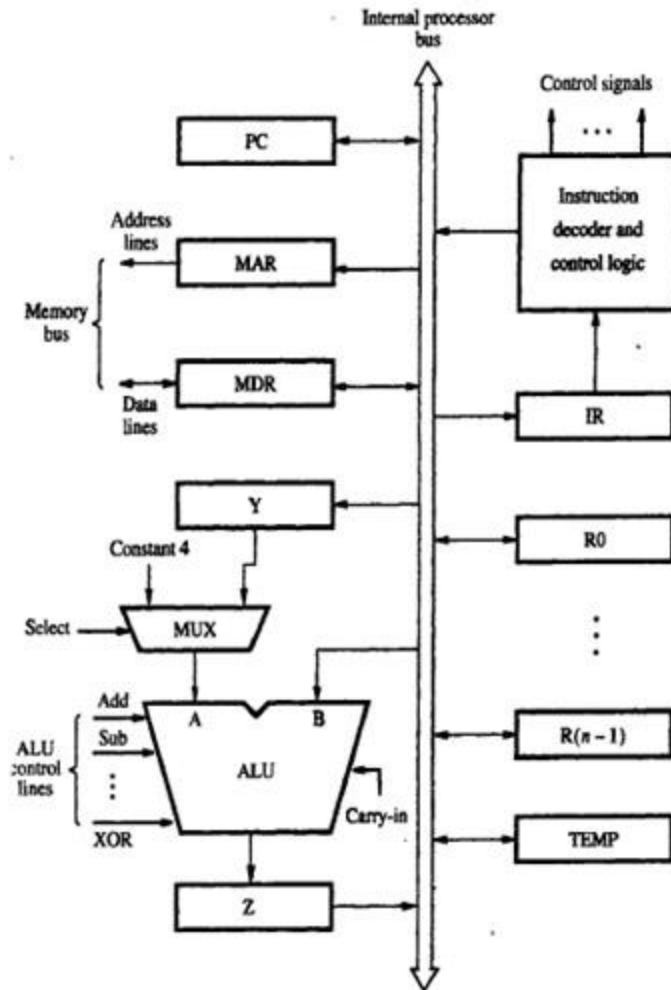 Internal processor
bus
Control signals
...
PC
Instruction
decoder and
control logic
Address
lines
MAR
Memory
bus
MDR
Data
lines
IR
Y
Constant 4
R0
Select
MUX
Add
A
B
R(n - 1)
Sub
ALU
control
lines
ALU
Carry-in
XOR
TEMP
Z